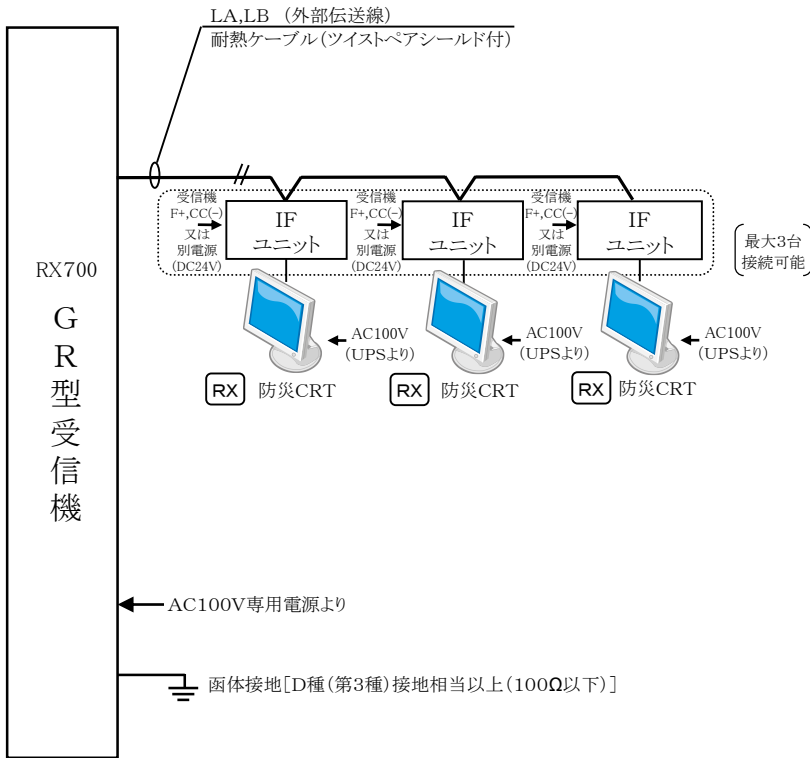 LA,LB (外部伝送線)
耐熱ケーブル(ツイストペアシールド付)
受信機
F+,CC(-)
又は
別電源
(DC24V)
IF
ユニット
受信機
F+,CC(-)
又は
別電源
(DC24V)
IF
ユニット
受信機
F+,CC(-)
又は
別電源
(DC24V)
IF
ユニット
最大3台
接続可能
RX700
GR型受信機
AC100V
(UPSより)
AC100V
(UPSより)
AC100V
(UPSより)
RX 防災CRT
RX 防災CRT
RX 防災CRT
AC100V専用電源より
函体接地[D種(第3種)接地相当以上(100Ω以下)]